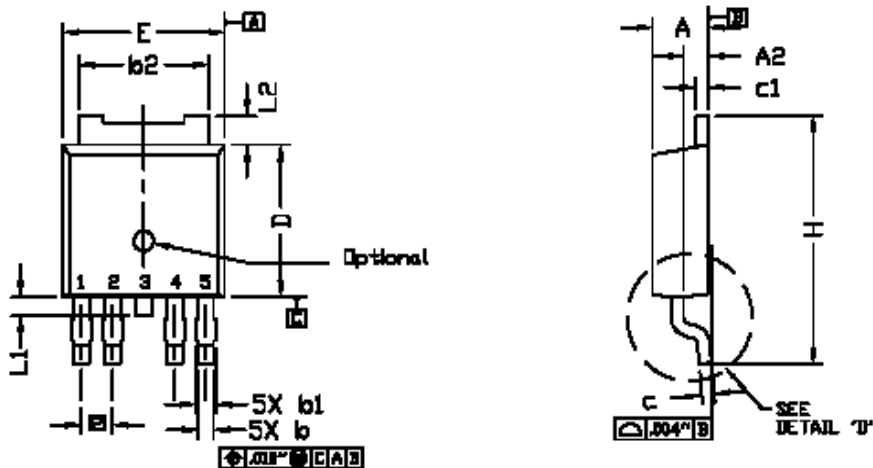 E
A
b2
L2
D
Optional
1 2 3 4 5
C
L1
5X b1
5X b
C A B
B
A
A2
c1
H
c
.004" B
SEE
DETAIL "D"